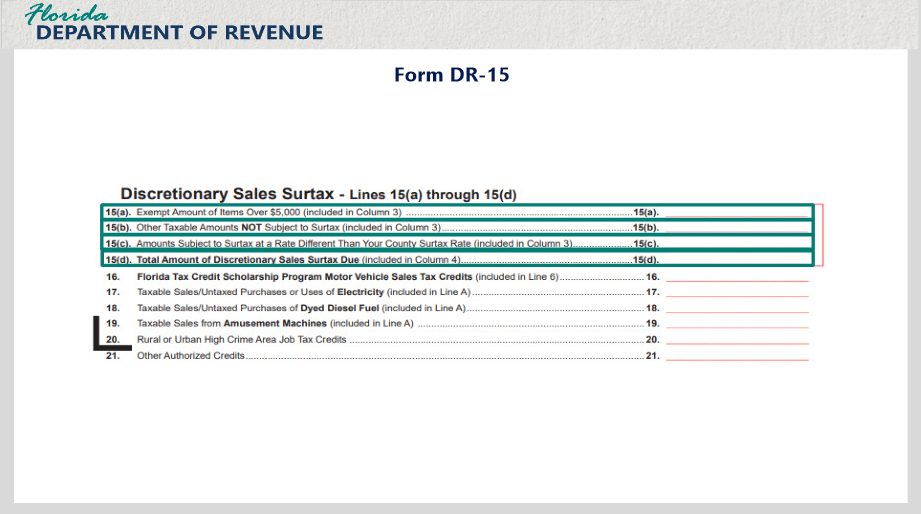 Florida
DEPARTMENT OF REVENUE
Form DR-15
Discretionary Sales Surtax - Lines 15(a) through 15(d)
15(a). Exempt Amount of Items Over $5,000 (included in Column 3) ........................................ 15(a).
15(b). Other Taxable Amounts NOT Subject to Surtax (included in Column 3)........................................ 15(b).
15(c). Amounts Subject to Surtax at a Rate Different Than Your County Surtax Rate (included in Column 3).................... 15(c).
15(d). Total Amount of Discretionary Sales Surtax Due (included in Column 4)........................................ 15(d).
16. Florida Tax Credit Scholarship Program Motor Vehicle Sales Tax Credits (included in Line 6)........................ 16.
17. Taxable Sales/Untaxed Purchases or Uses of Electricity (included in Line A)........................................ 17.
18. Taxable Sales/Untaxed Purchases of Dyed Diesel Fuel (included in Line A)........................................ 18.
19. Taxable Sales from Amusement Machines (included in Line A) ........................................ 19.
20. Rural or Urban High Crime Area Job Tax Credits ........................................ 20.
21. Other Authorized Credits........................................ 21.